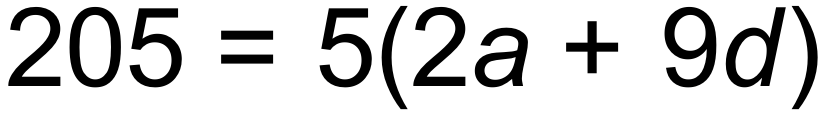 205 = 5(2a + 9d)